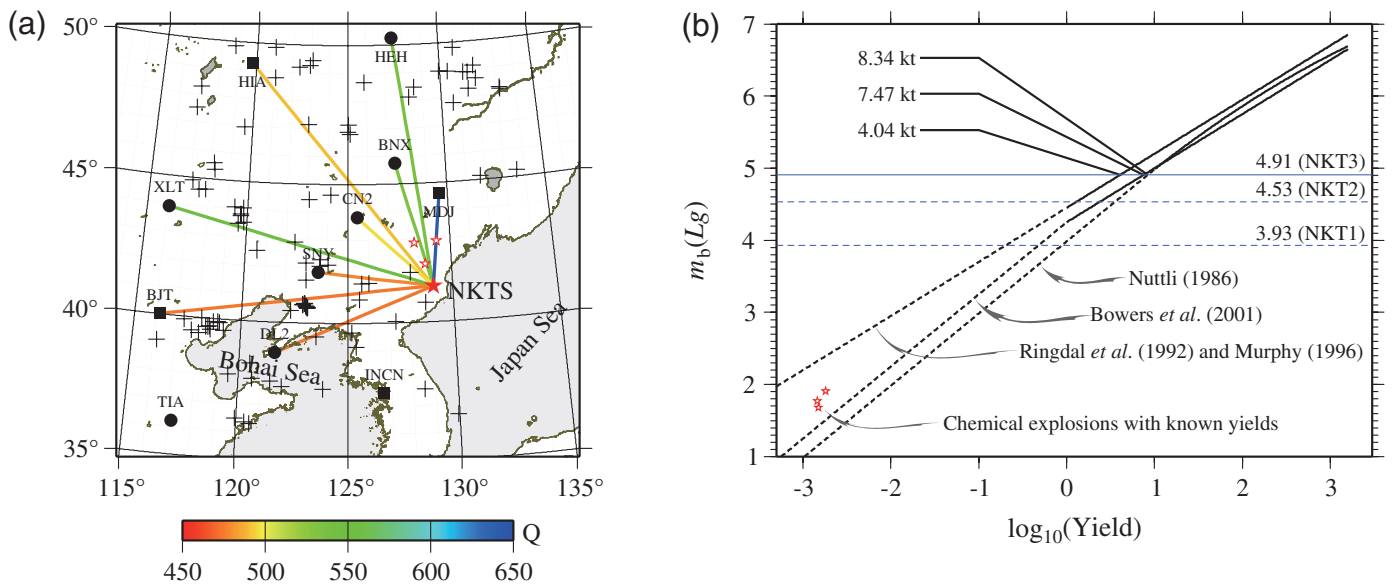 (a)
50°
45°
40°
35°
115°
120°
125°
130°
135°
HEH
HIA
BNX
XLT
CN2
MDJ
SNY
NKTS
BJT
DL2
Bohai Sea
Japan Sea
INCN
TIA
Q
450
500
550
600
650
(b)
7
6
5
4
3
2
1
mb(Lg)
8.34 kt
7.47 kt
4.04 kt
4.91 (NKT3)
4.53 (NKT2)
3.93 (NKT1)
Nuttli (1986)
Bowers et al. (2001)
Ringdal et al. (1992) and Murphy (1996)
Chemical explosions with known yields
-3
-2
-1
0
1
2
3
log10(Yield)